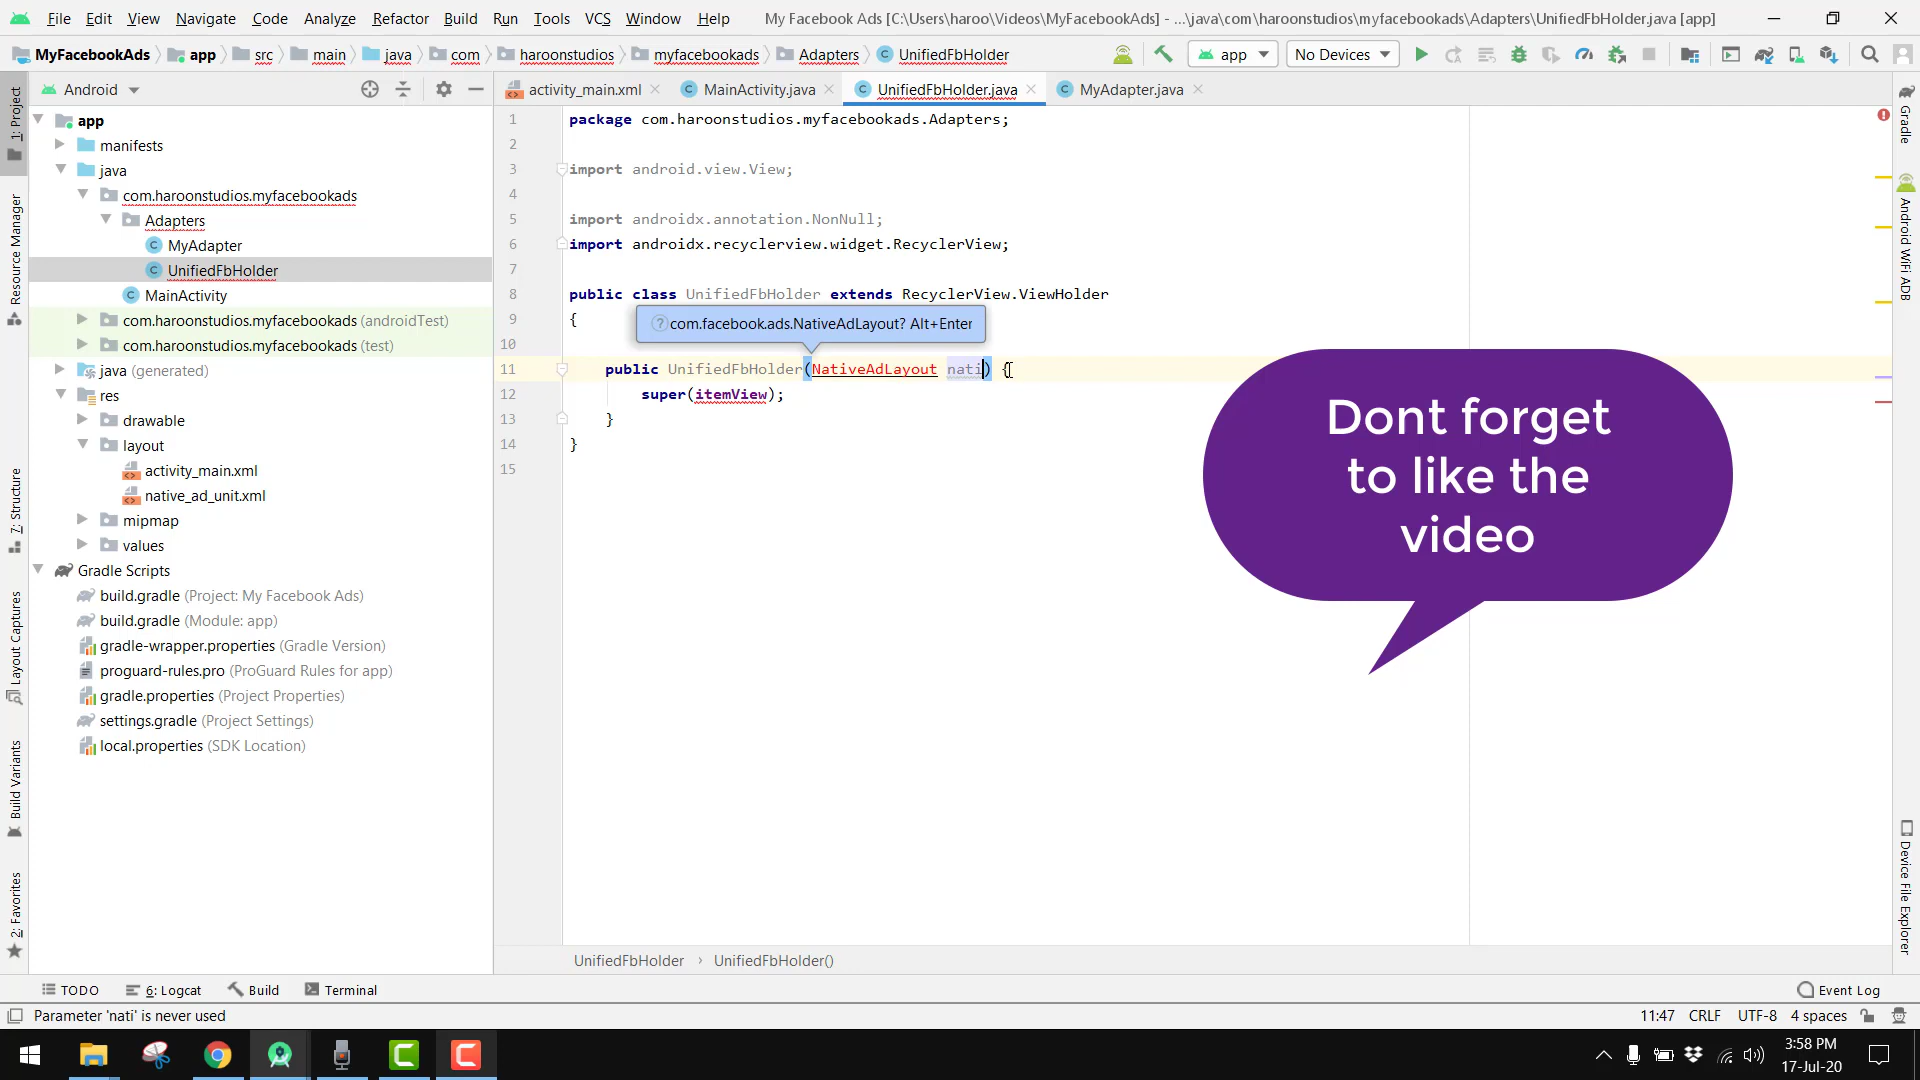 File Edit View Navigate Code Analyze Refactor Build Run Tools VCS Window Help My Facebook Ads [C:\Users\haroo\Videos\MyFacebookAds] - ...\java\com\haroonstudios\myfacebookads\Adapters\UnifiedFbHolder.java [app]
MyFacebookAds app src main java com haroonstudios myfacebookads Adapters UnifiedFbHolder app No Devices
Android
activity_main.xml MainActivity.java UnifiedFbHolder.java MyAdapter.java
1: Project
Resource Manager
7: Structure
Layout Captures
Build Variants
2: Favorites
app
manifests
java
com.haroonstudios.myfacebookads
Adapters
MyAdapter
UnifiedFbHolder
MainActivity
com.haroonstudios.myfacebookads (androidTest)
com.haroonstudios.myfacebookads (test)
java (generated)
res
drawable
layout
activity_main.xml
native_ad_unit.xml
mipmap
values
Gradle Scripts
build.gradle (Project: My Facebook Ads)
build.gradle (Module: app)
gradle-wrapper.properties (Gradle Version)
proguard-rules.pro (ProGuard Rules for app)
gradle.properties (Project Properties)
settings.gradle (Project Settings)
local.properties (SDK Location)
1 package com.haroonstudios.myfacebookads.Adapters;
2
3 import android.view.View;
4
5 import androidx.annotation.NonNull;
6 import androidx.recyclerview.widget.RecyclerView;
7
8 public class UnifiedFbHolder extends RecyclerView.ViewHolder
9 {
com.facebook.ads.NativeAdLayout? Alt+Enter
10
11 public UnifiedFbHolder(NativeAdLayout nati) {
12 super(itemView);
13 }
14 }
15
Dont forget
to like the
video
Gradle
Android WiFi ADB
Device File Explorer
UnifiedFbHolder › UnifiedFbHolder()
TODO 6: Logcat Build Terminal Event Log
Parameter 'nati' is never used 11:47 CRLF UTF-8 4 spaces
3:58 PM
17-Jul-20